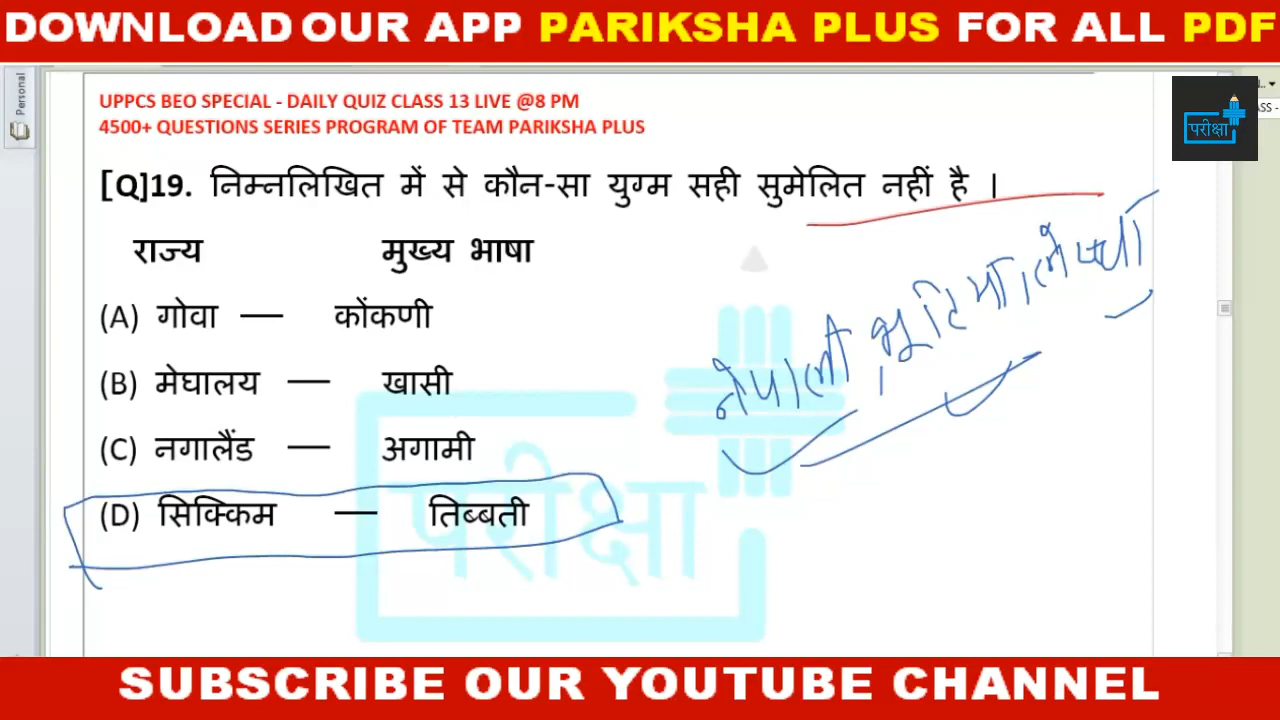 DOWNLOAD OUR APP PARIKSHA PLUS FOR ALL PDF
Personal
UPPCS BEO SPECIAL - DAILY QUIZ CLASS 13 LIVE @8 PM
4500+ QUESTIONS SERIES PROGRAM OF TEAM PARIKSHA PLUS
परीक्षा
[Q]19. निम्नलिखित में से कौन-सा युग्म सही सुमेलित नहीं है ।
राज्य मुख्य भाषा
(A) गोवा — कोंकणी
(B) मेघालय — खासी
(C) नगालैंड — अगामी
(D) सिक्किम — तिब्बती
नेपाली, भूटिया, लेप्चा
परीक्षा
SUBSCRIBE OUR YOUTUBE CHANNEL